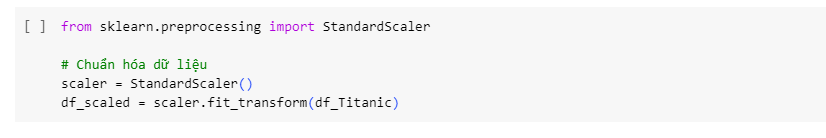 [ ] from sklearn.preprocessing import StandardScaler
# Chuẩn hóa dữ liệu
scaler = StandardScaler()
df_scaled = scaler.fit_transform(df_Titanic)